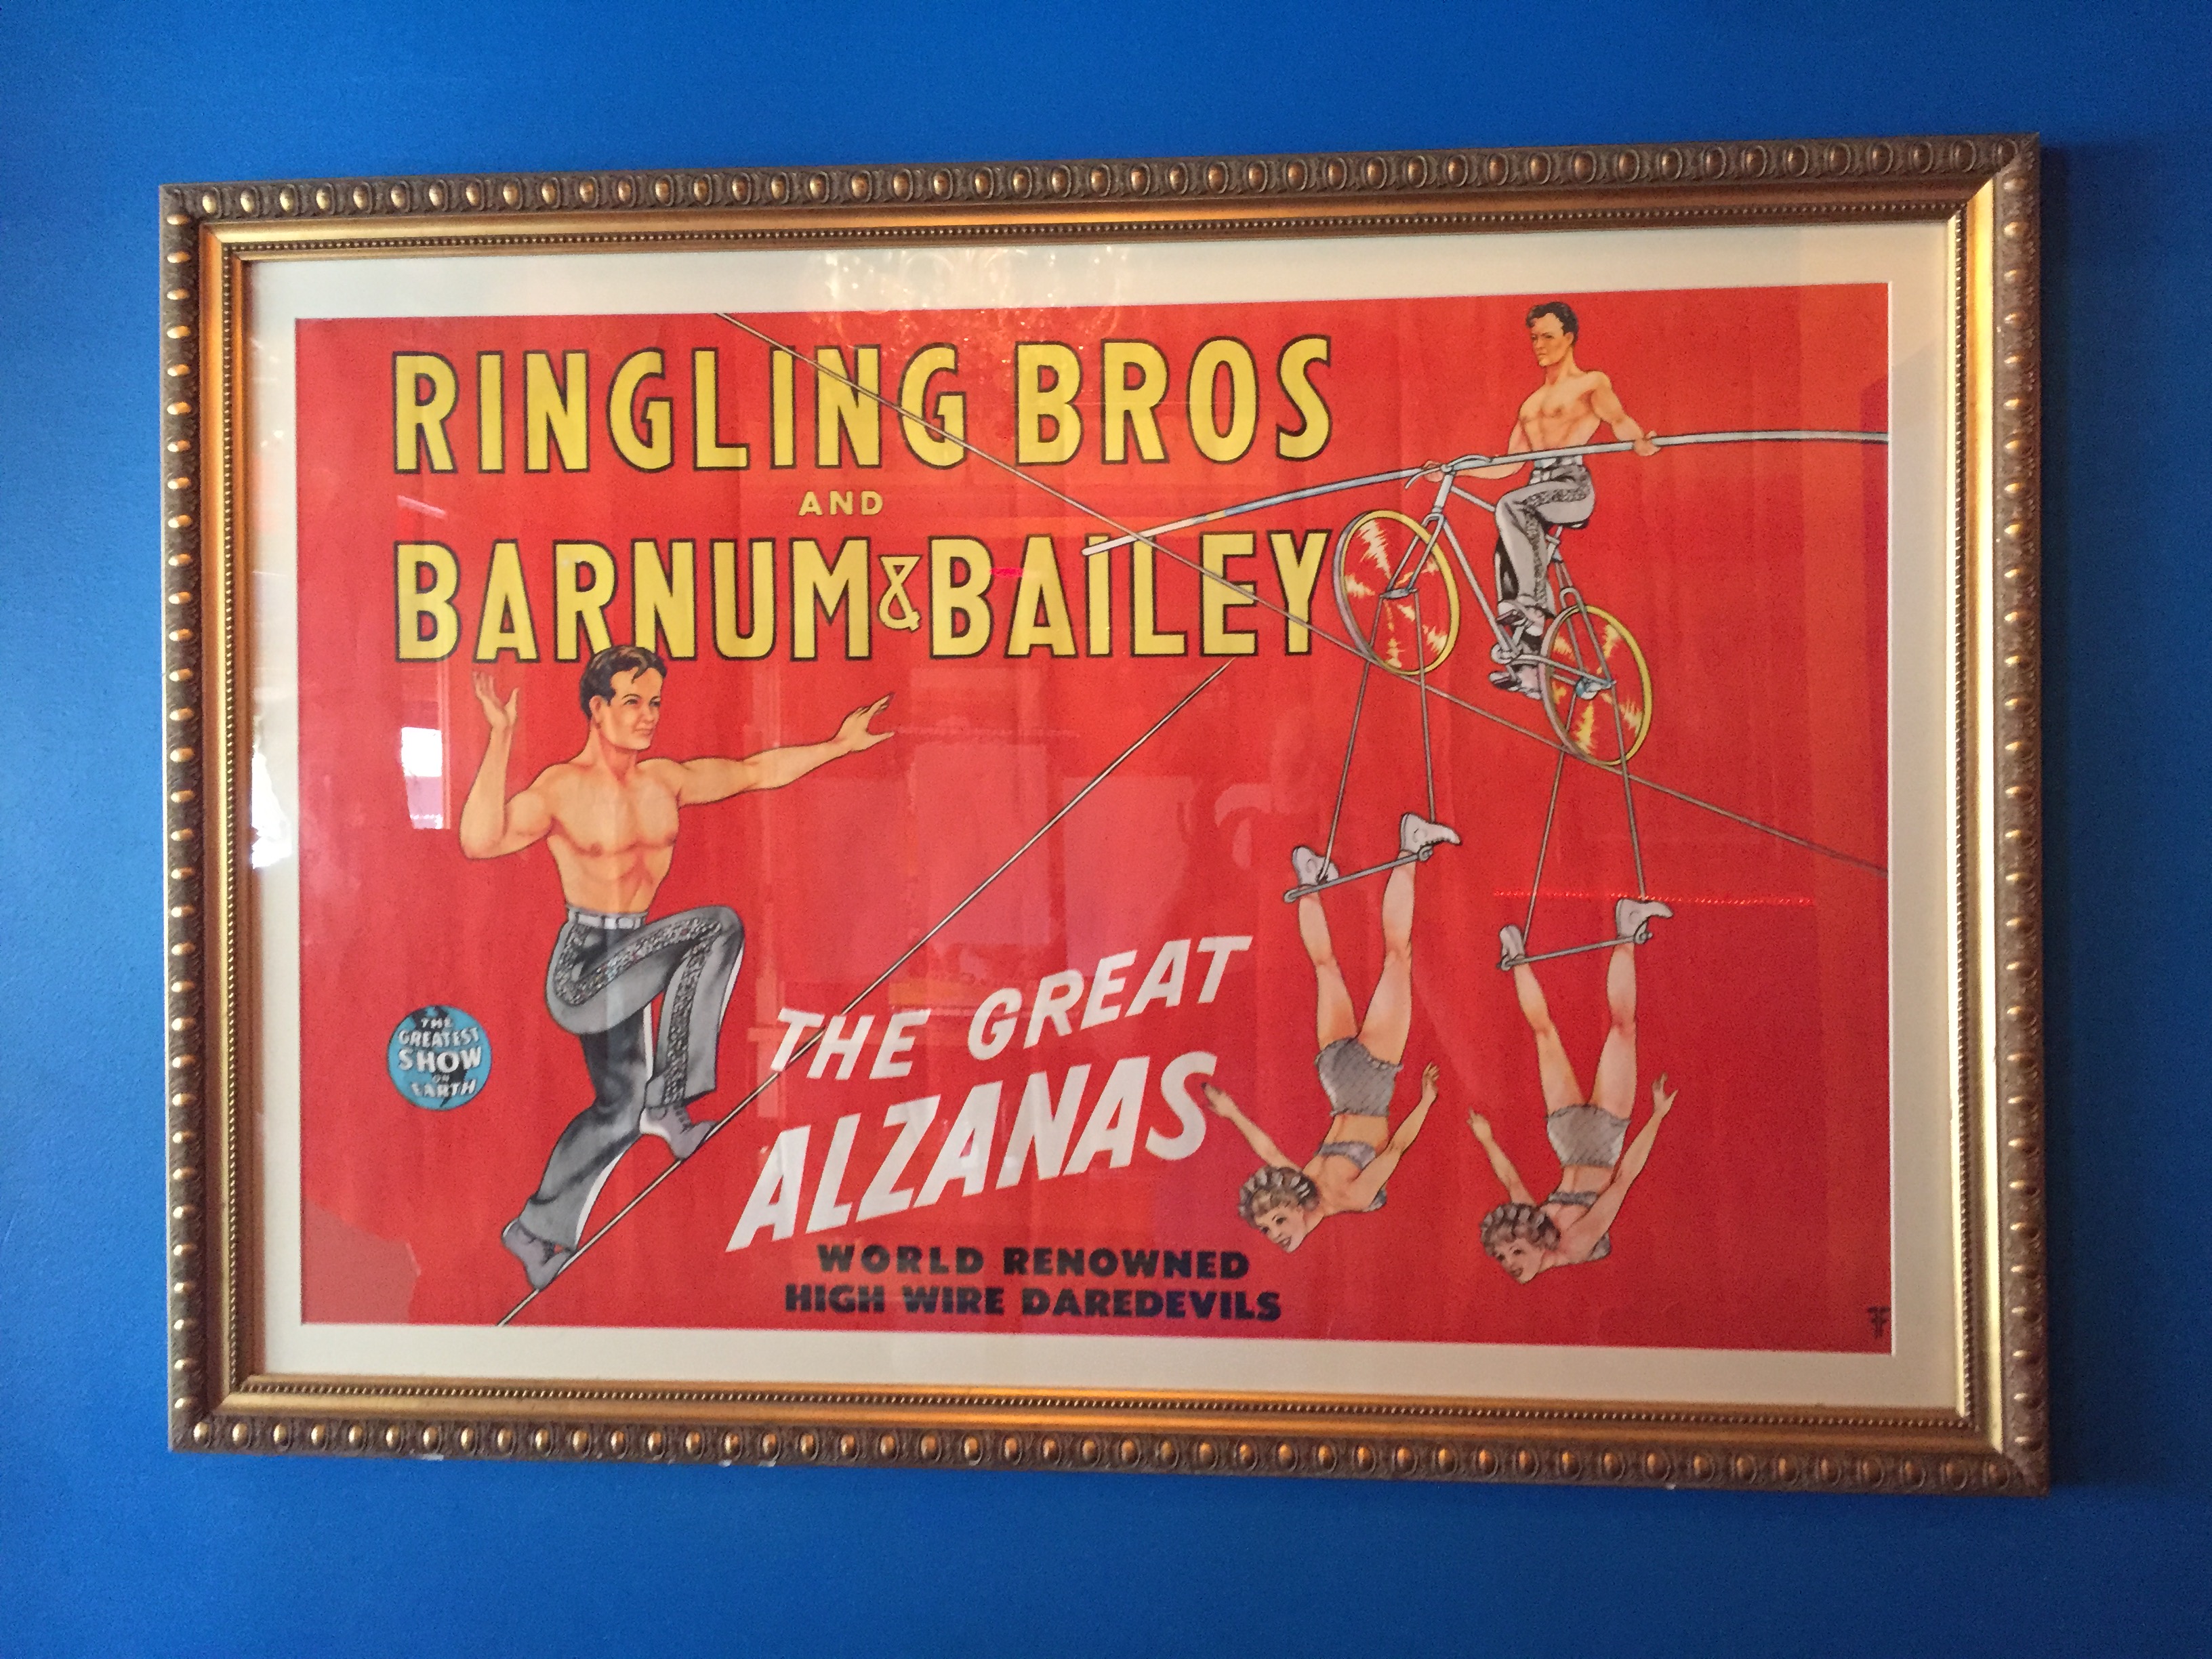 RINGLING BROS
AND
BARNUM & BAILEY
THE
GREATEST
SHOW
ON
EARTH
THE GREAT
ALZANAS
WORLD RENOWNED
HIGH WIRE DAREDEVILS